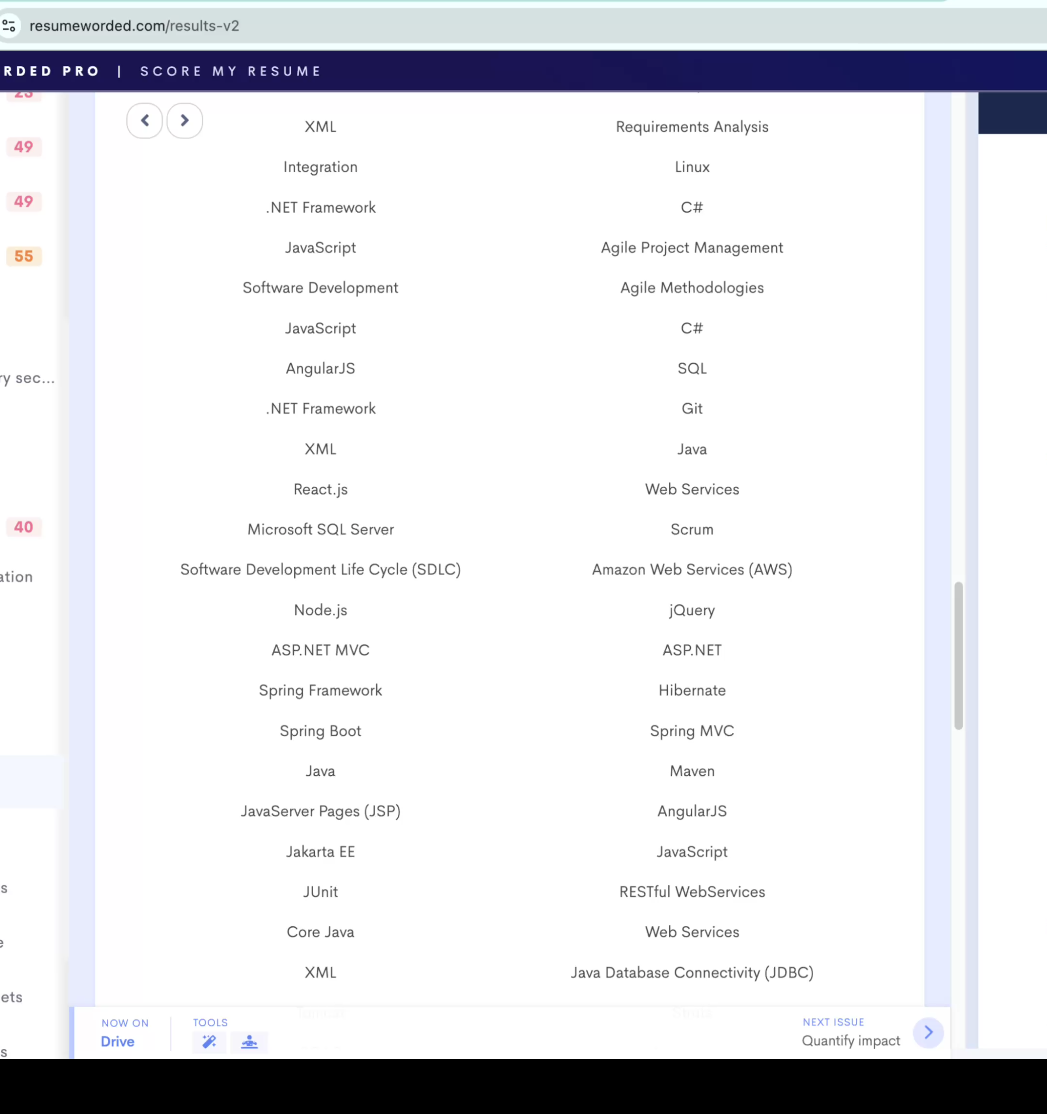 resumeworded.com/results-v2
RDED PRO | SCORE MY RESUME
49
49
55
ry sec...
40
ation
s
e
ets
s
XML Requirements Analysis
Integration Linux
.NET Framework C#
JavaScript Agile Project Management
Software Development Agile Methodologies
JavaScript C#
AngularJS SQL
.NET Framework Git
XML Java
React.js Web Services
Microsoft SQL Server Scrum
Software Development Life Cycle (SDLC) Amazon Web Services (AWS)
Node.js jQuery
ASP.NET MVC ASP.NET
Spring Framework Hibernate
Spring Boot Spring MVC
Java Maven
JavaServer Pages (JSP) AngularJS
Jakarta EE JavaScript
JUnit RESTful WebServices
Core Java Web Services
XML Java Database Connectivity (JDBC)
NOW ON TOOLS NEXT ISSUE
Drive Quantify impact